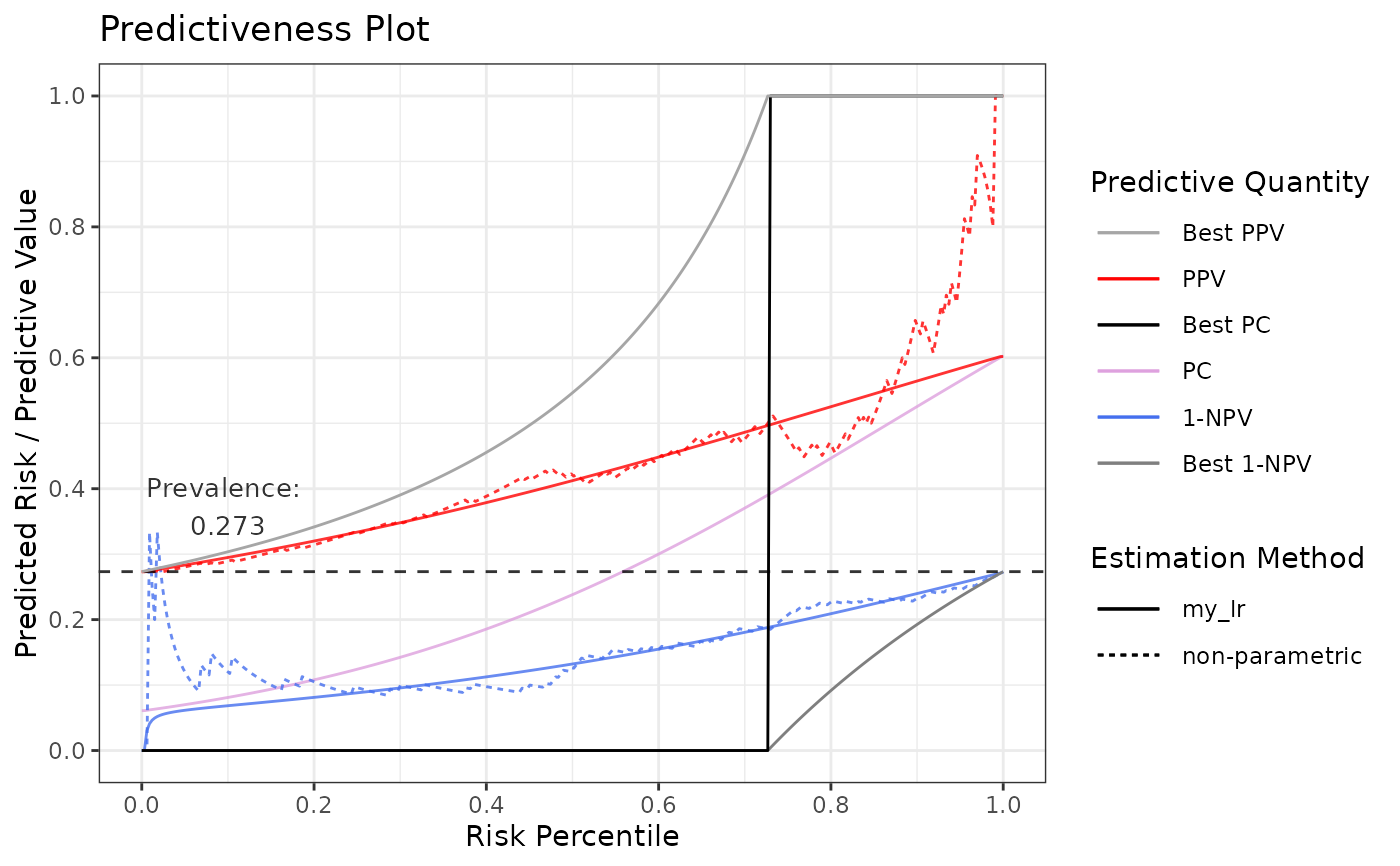 Predictiveness Plot
Predicted Risk / Predictive Value
1.0
0.8
0.6
0.4
0.2
0.0
Prevalence:
0.273
0.0
0.2
0.4
0.6
0.8
1.0
Risk Percentile
Predictive Quantity
Best PPV
PPV
Best PC
PC
1-NPV
Best 1-NPV
Estimation Method
my_lr
non-parametric